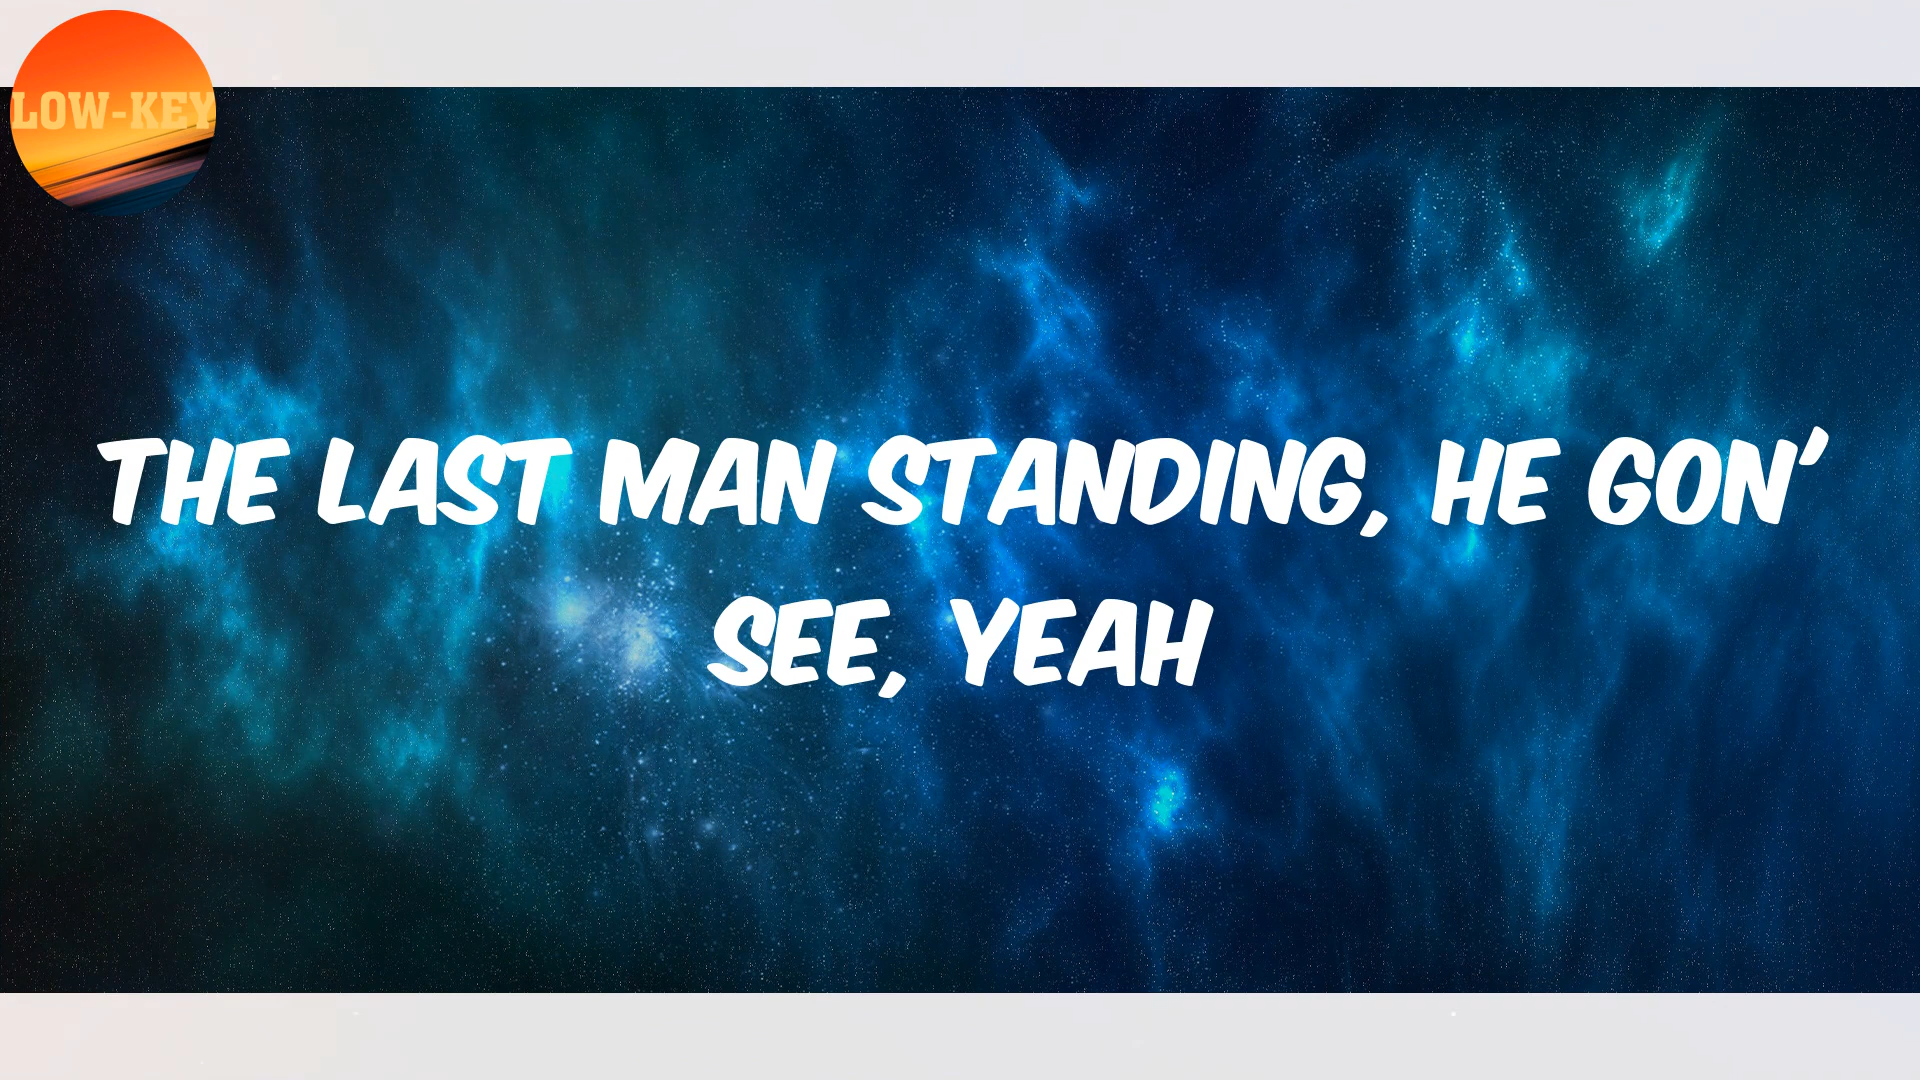 LOW-KEY
THE LAST MAN STANDING, HE GON'
SEE, YEAH